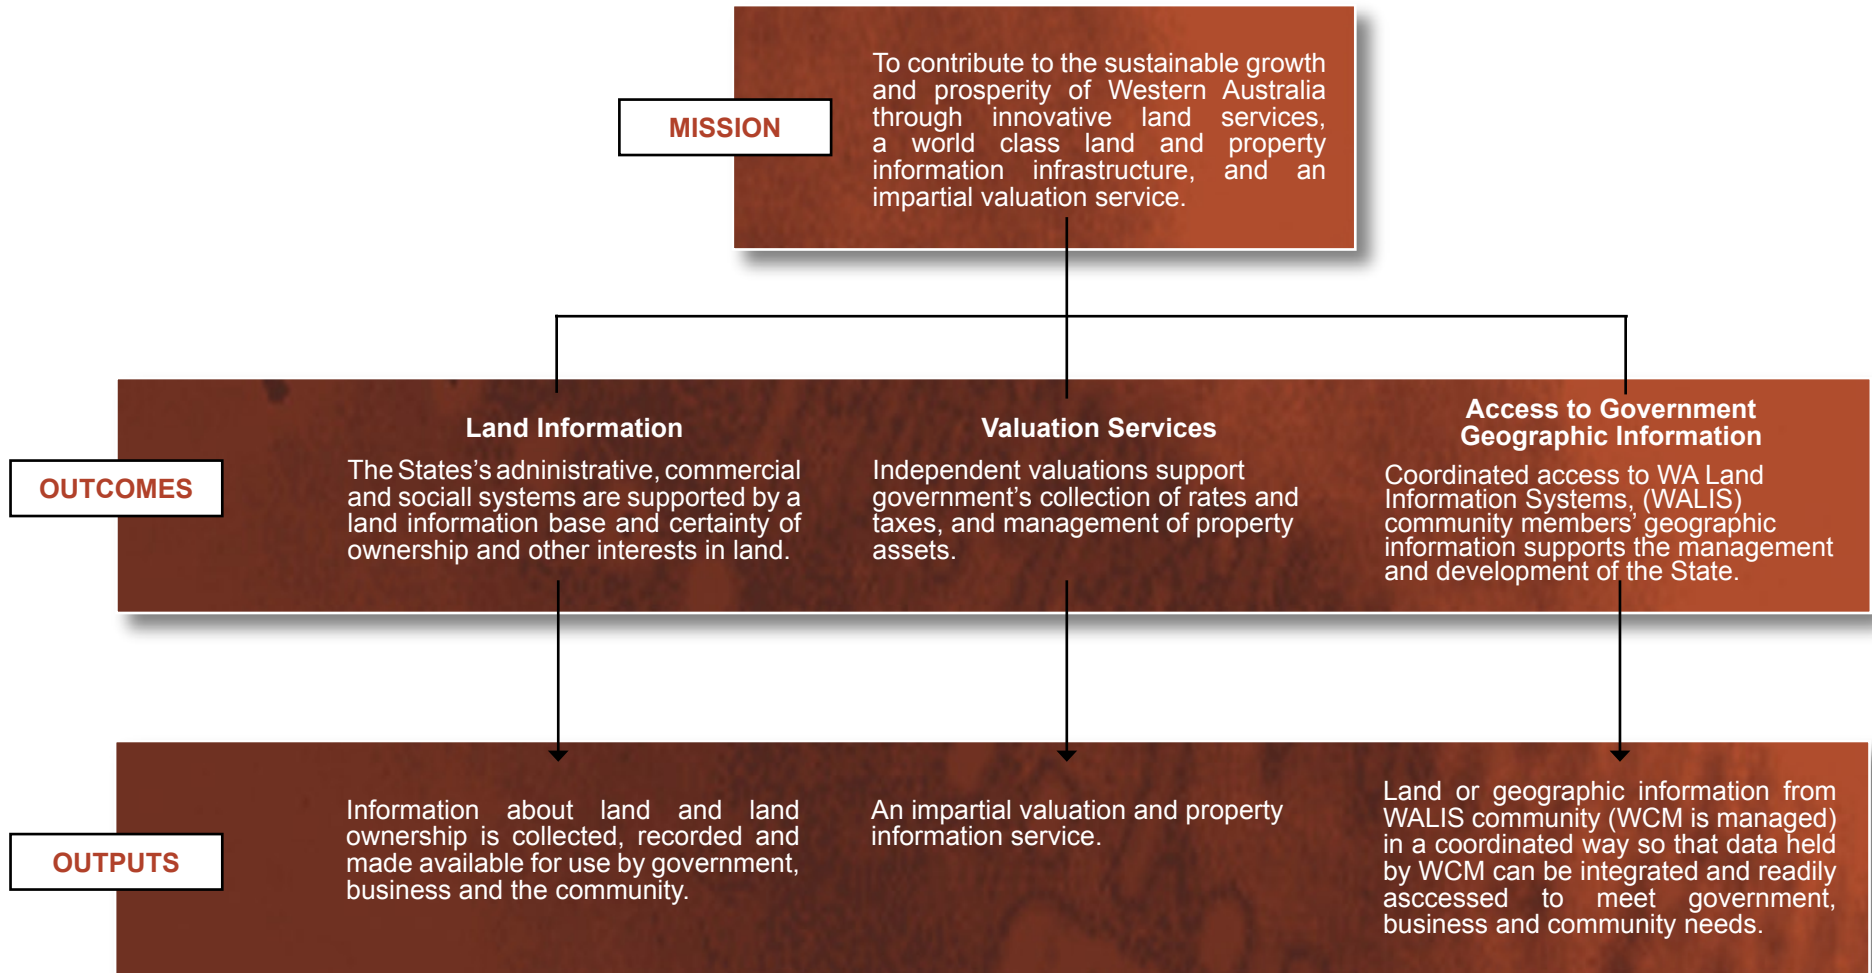 MISSION
To contribute to the sustainable growth
and prosperity of Western Australia
through innovative land services,
a world class land and property
information infrastructure, and an
impartial valuation service.
OUTCOMES
Land Information
The States's adninistrative, commercial
and sociall systems are supported by a
land information base and certainty of
ownership and other interests in land.
Valuation Services
Independent valuations support
government's collection of rates and
taxes, and management of property
assets.
Access to Government
Geographic Information
Coordinated access to WA Land
Information Systems, (WALIS)
community members' geographic
information supports the management
and development of the State.
OUTPUTS
Information about land and land
ownership is collected, recorded and
made available for use by government,
business and the community.
An impartial valuation and property
information service.
Land or geographic information from
WALIS community (WCM is managed)
in a coordinated way so that data held
by WCM can be integrated and readily
asccessed to meet government,
business and community needs.